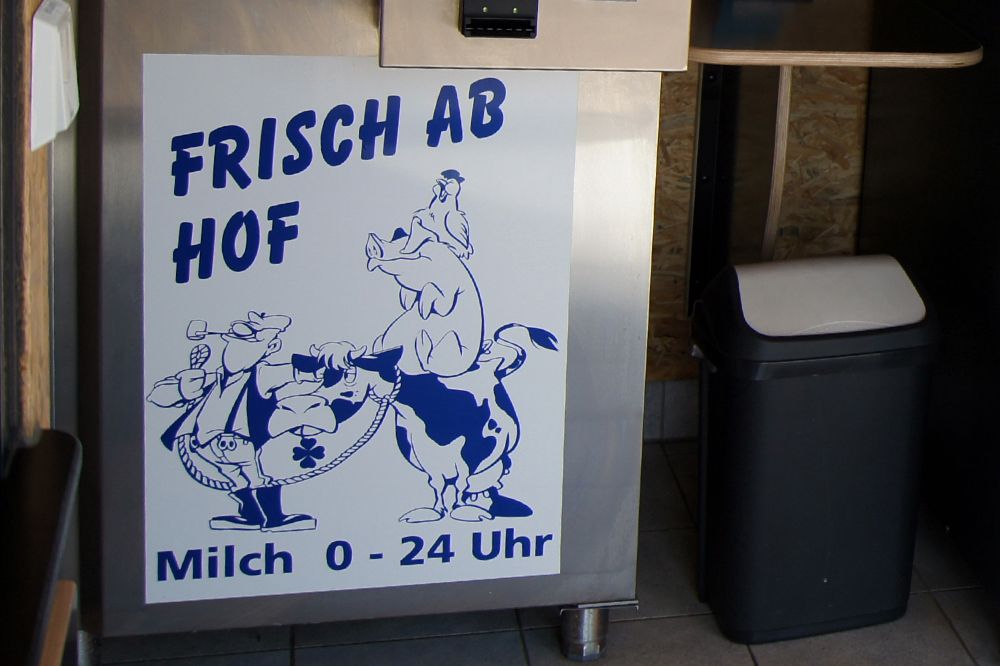 FRISCH AB
HOF
Milch 0 - 24 Uhr